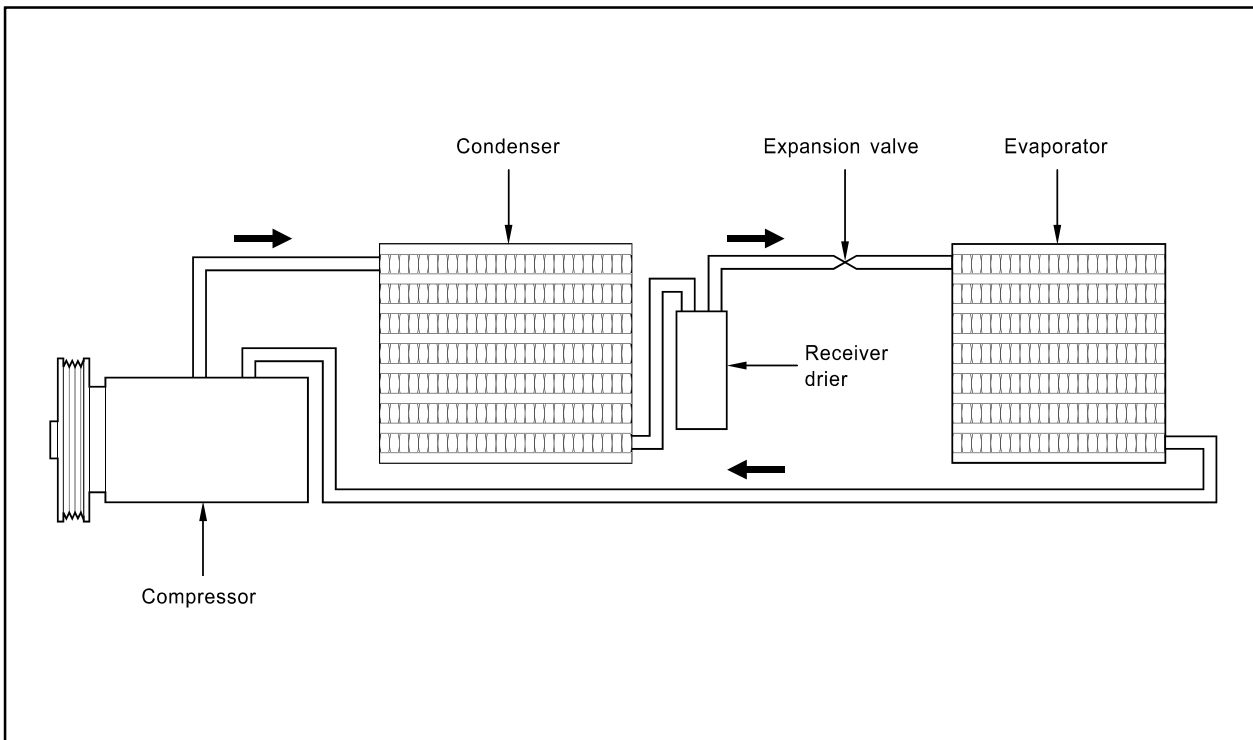 Condenser
Expansion valve
Evaporator
Receiver
drier
Compressor